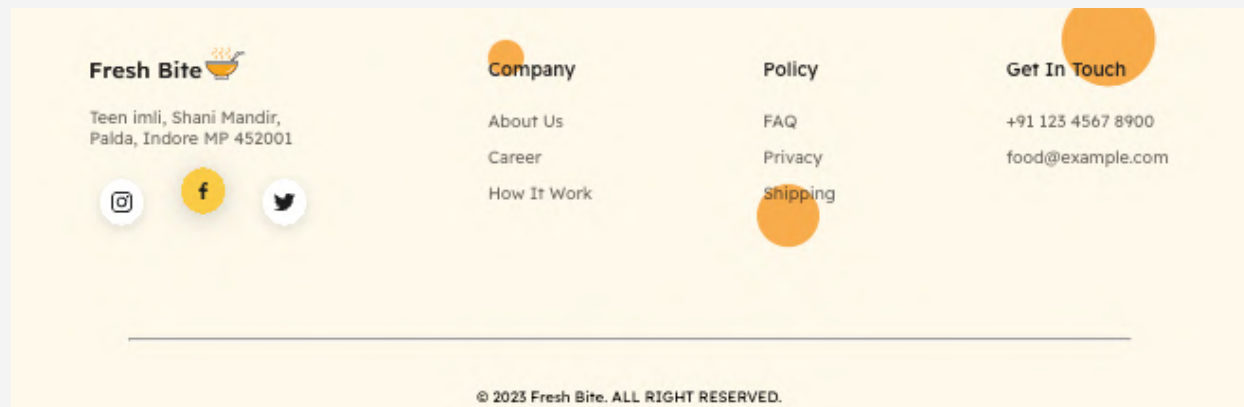 Fresh Bite
Teen imli, Shani Mandir,
Palda, Indore MP 452001
Company
About Us
Career
How It Work
Policy
FAQ
Privacy
Shipping
Get In Touch
+91 123 4567 8900
food@example.com
© 2023 Fresh Bite. ALL RIGHT RESERVED.